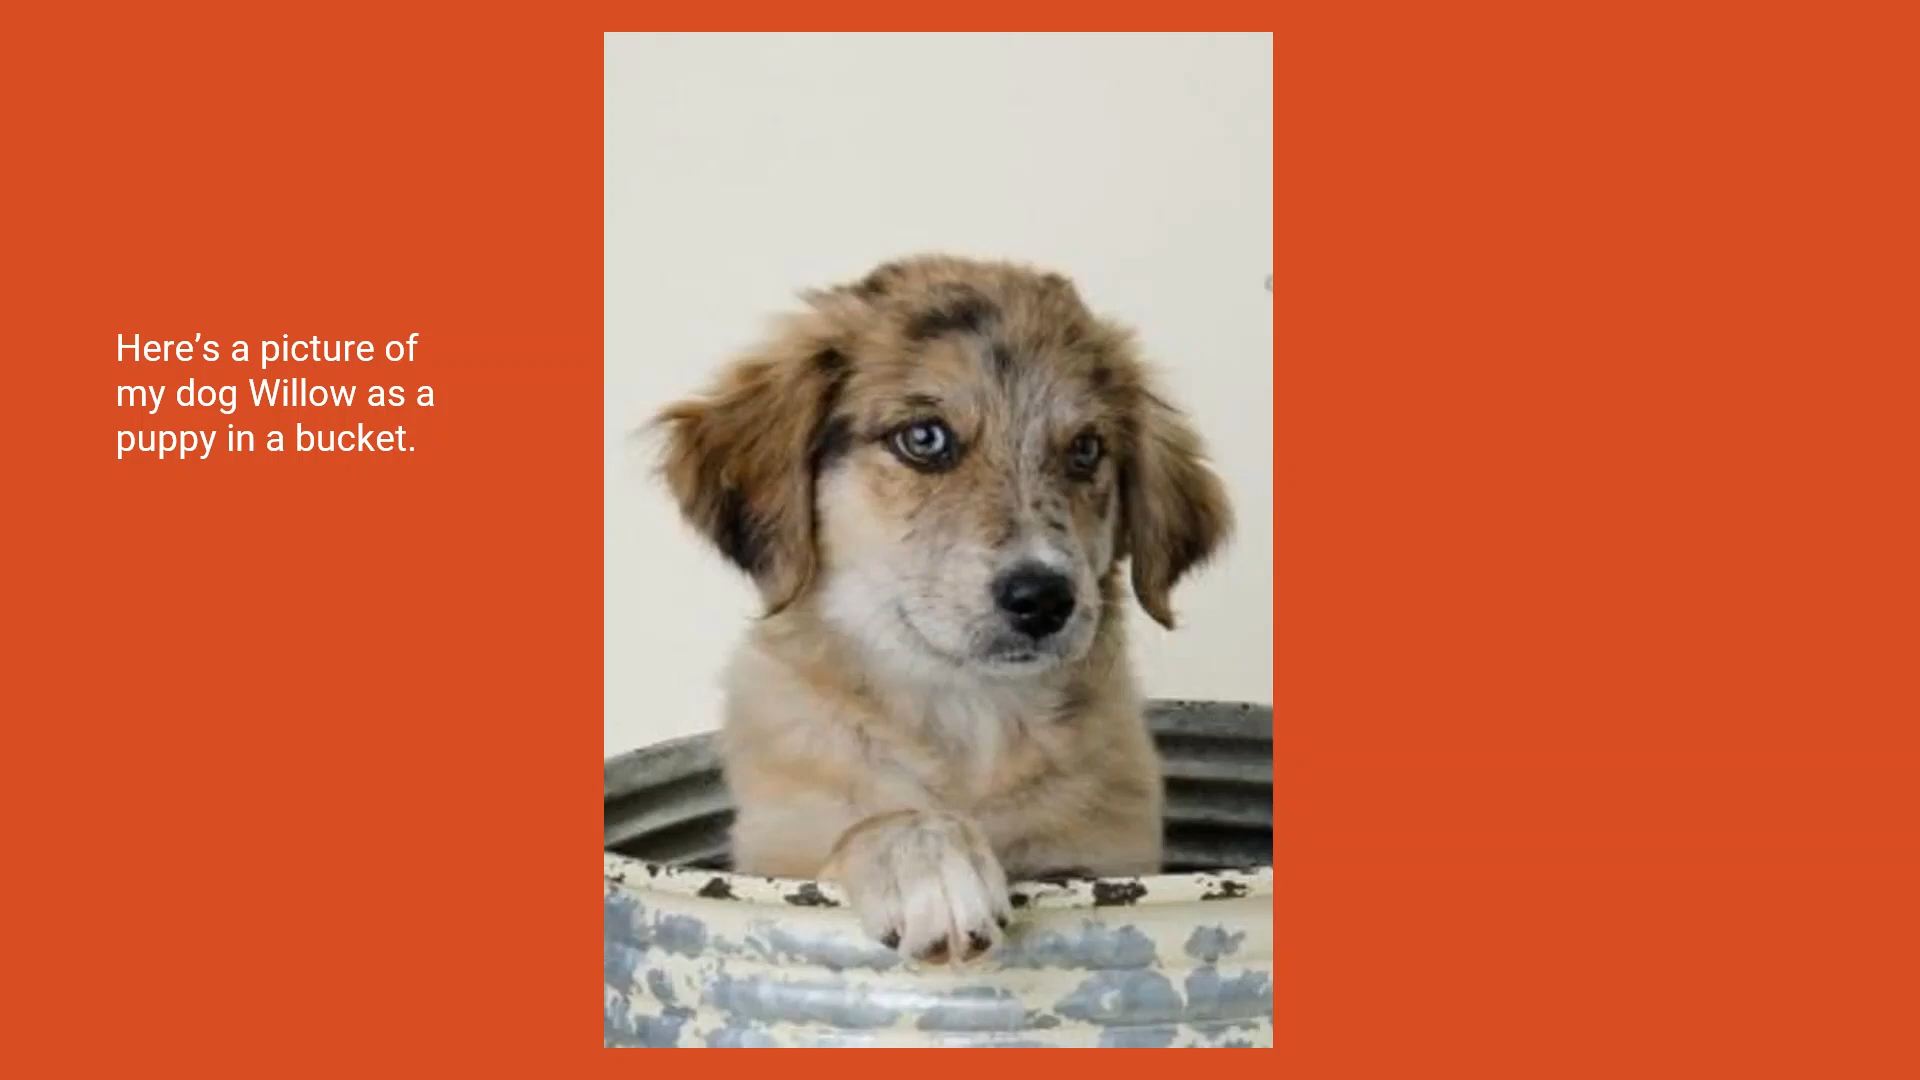 Here’s a picture of
my dog Willow as a
puppy in a bucket.